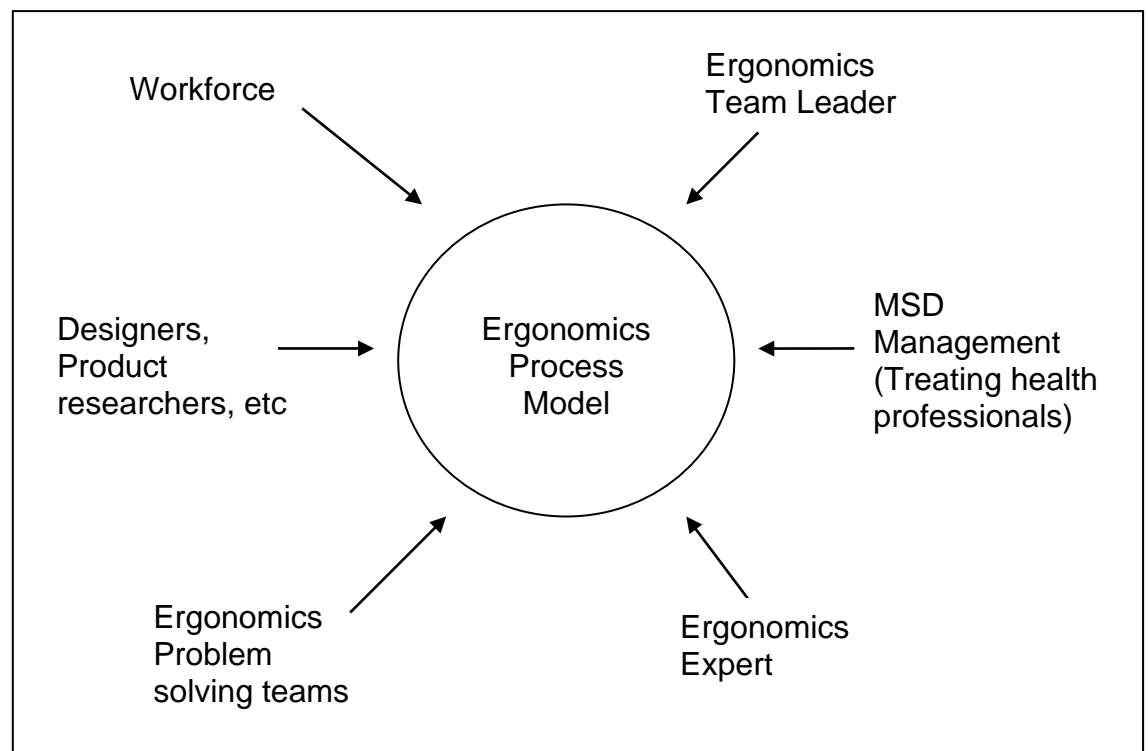 Workforce
Ergonomics
Team Leader
Designers,
Product
researchers, etc
Ergonomics
Process
Model
MSD
Management
(Treating health
professionals)
Ergonomics
Problem
solving teams
Ergonomics
Expert